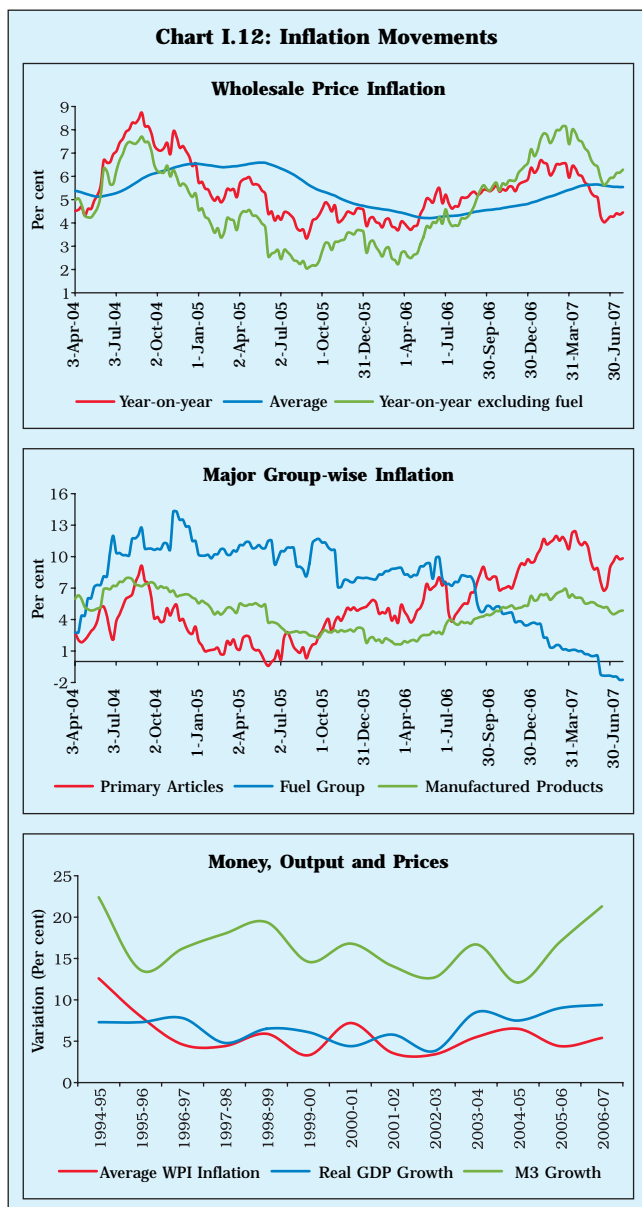 Chart I.12: Inflation Movements
Wholesale Price Inflation
Per cent
9
8
7
6
5
4
3
2
1
3-Apr-04
3-Jul-04
2-Oct-04
1-Jan-05
2-Apr-05
2-Jul-05
1-Oct-05
31-Dec-05
1-Apr-06
1-Jul-06
30-Sep-06
30-Dec-06
31-Mar-07
30-Jun-07
Year-on-year Average Year-on-year excluding fuel
Major Group-wise Inflation
Per cent
16
13
10
7
4
1
-2
3-Apr-04
3-Jul-04
2-Oct-04
1-Jan-05
2-Apr-05
2-Jul-05
1-Oct-05
31-Dec-05
1-Apr-06
1-Jul-06
30-Sep-06
30-Dec-06
31-Mar-07
30-Jun-07
Primary Articles Fuel Group Manufactured Products
Money, Output and Prices
Variation (Per cent)
25
20
15
10
5
0
1994-95
1995-96
1996-97
1997-98
1998-99
1999-00
2000-01
2001-02
2002-03
2003-04
2004-05
2005-06
2006-07
Average WPI Inflation Real GDP Growth M3 Growth